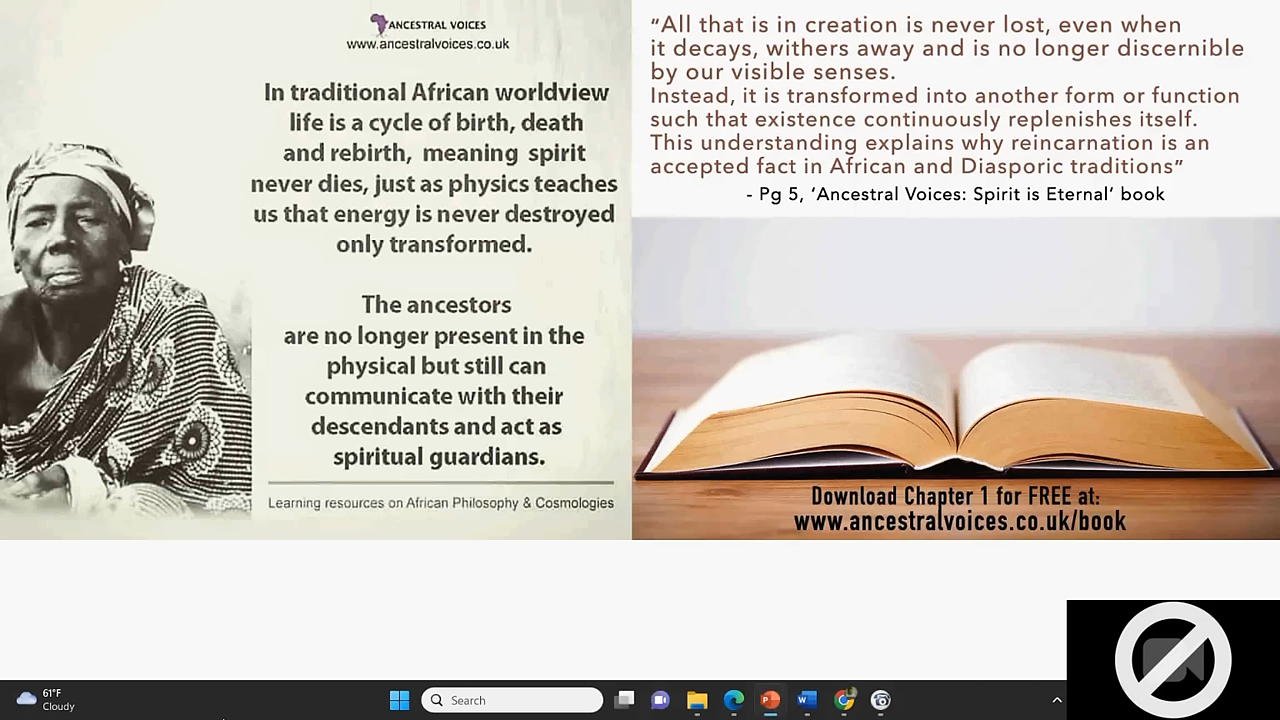 ANCESTRAL VOICES
www.ancestralvoices.co.uk
In traditional African worldview
life is a cycle of birth, death
and rebirth, meaning spirit
never dies, just as physics teaches
us that energy is never destroyed
only transformed.
The ancestors
are no longer present in the
physical but still can
communicate with their
descendants and act as
spiritual guardians.
Learning resources on African Philosophy & Cosmologies
“All that is in creation is never lost, even when
it decays, withers away and is no longer discernible
by our visible senses.
Instead, it is transformed into another form or function
such that existence continuously replenishes itself.
This understanding explains why reincarnation is an
accepted fact in African and Diasporic traditions”
- Pg 5, ‘Ancestral Voices: Spirit is Eternal’ book
Download Chapter 1 for FREE at:
www.ancestralvoices.co.uk/book
61°F
Cloudy
Search